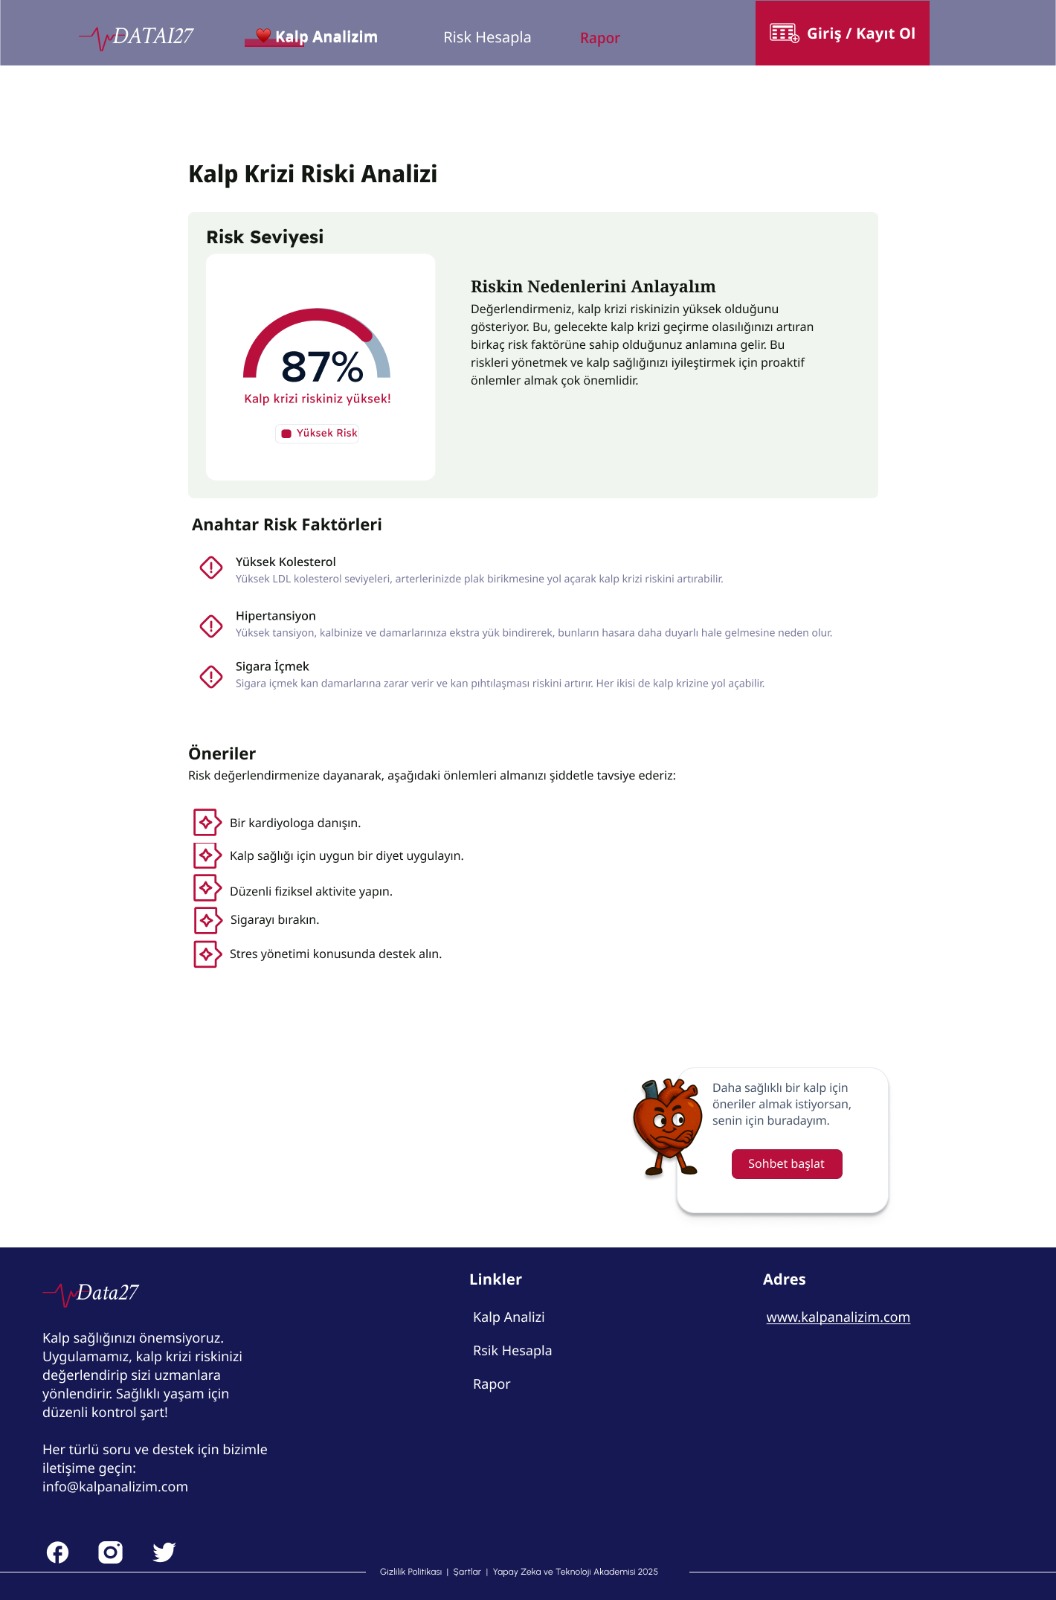 DATAI27
Kalp Analizim
Risk Hesapla
Rapor
Giriş / Kayıt Ol
Kalp Krizi Riski Analizi
Risk Seviyesi
87%
Kalp krizi riskiniz yüksek!
Yüksek Risk
Riskin Nedenlerini Anlayalım
Değerlendirmeniz, kalp krizi riskinizin yüksek olduğunu
gösteriyor. Bu, gelecekte kalp krizi geçirme olasılığınızı artıran
birkaç risk faktörüne sahip olduğunuz anlamına gelir. Bu
riskleri yönetmek ve kalp sağlığınızı iyileştirmek için proaktif
önlemler almak çok önemlidir.
Anahtar Risk Faktörleri
Yüksek Kolesterol
Yüksek LDL kolesterol seviyeleri, arterlerinizde plak birikmesine yol açarak kalp krizi riskini artırabilir.
Hipertansiyon
Yüksek tansiyon, kalbinize ve damarlarınıza ekstra yük bindirerek, bunların hasara daha duyarlı hale gelmesine neden olur.
Sigara İçmek
Sigara içmek kan damarlarına zarar verir ve kan pıhtılaşması riskini artırır. Her ikisi de kalp krizine yol açabilir.
Öneriler
Risk değerlendirmenize dayanarak, aşağıdaki önlemleri almanızı şiddetle tavsiye ederiz:
Bir kardiyologa danışın.
Kalp sağlığı için uygun bir diyet uygulayın.
Düzenli fiziksel aktivite yapın.
Sigarayı bırakın.
Stres yönetimi konusunda destek alın.
Daha sağlıklı bir kalp için
öneriler almak istiyorsan,
senin için buradayım.
Sohbet başlat
Data27
Kalp sağlığınızı önemsiyoruz.
Uygulamamız, kalp krizi riskinizi
değerlendirip sizi uzmanlara
yönlendirir. Sağlıklı yaşam için
düzenli kontrol şart!
Her türlü soru ve destek için bizimle
iletişime geçin:
info@kalpanalizim.com
Linkler
Kalp Analizi
Rsik Hesapla
Rapor
Adres
www.kalpanalizim.com
Gizlilik Politikası | Şartlar | Yapay Zeka ve Teknoloji Akademisi 2025